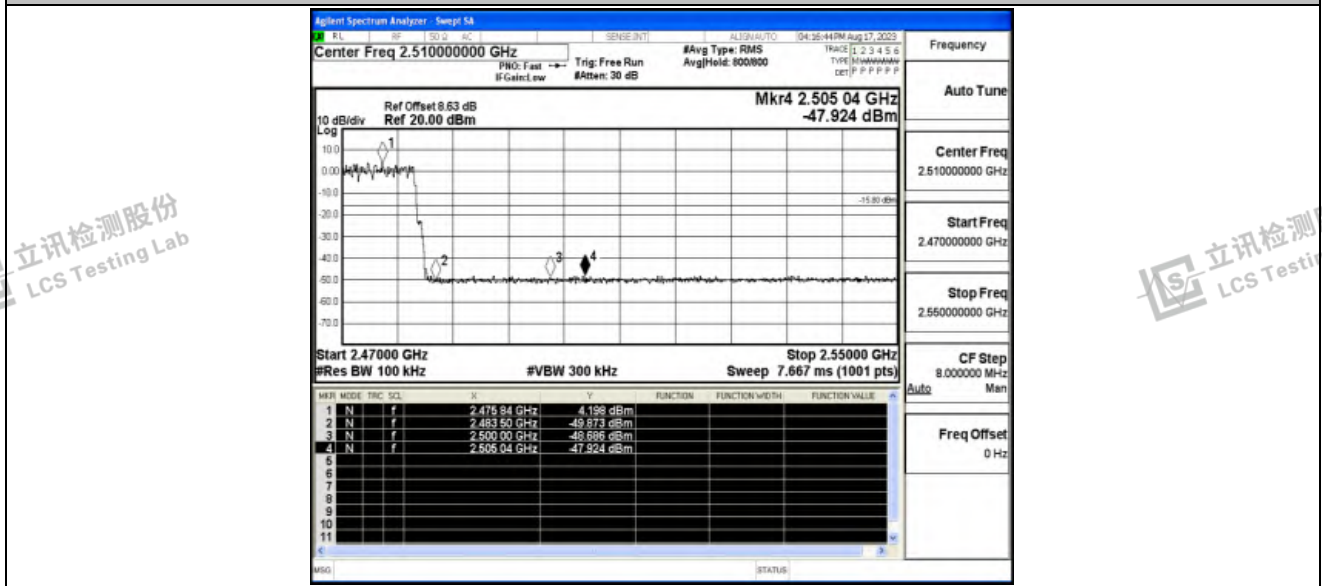 Agilent Spectrum Analyzer - Swept SA
RL RF 50 Ω AC SENSE:INT ALIGN AUTO 04:16:44 PM Aug 17, 2023
Center Freq 2.510000000 GHz #Avg Type: RMS TRACE 1 2 3 4 5 6
PNO: Fast Trig: Free Run Avg|Hold: 800/800 TYPE
IFGain:Low #Atten: 30 dB DET P P P P P P
Mkr4 2.505 04 GHz
Ref Offset 8.63 dB
10 dB/div Ref 20.00 dBm -47.924 dBm
Log
10.0
0.00
-10.0
-20.0
-30.0
-40.0
-50.0
-60.0
-70.0
1
2
3
4
-15.80 dBm
Start 2.47000 GHz Stop 2.55000 GHz
#Res BW 100 kHz #VBW 300 kHz Sweep 7.667 ms (1001 pts)
MKR MODE TRC SCL X Y FUNCTION FUNCTION WIDTH FUNCTION VALUE
1 N f 2.475 84 GHz 4.198 dBm
2 N f 2.483 50 GHz -49.873 dBm
3 N f 2.500 00 GHz -48.686 dBm
4 N f 2.505 04 GHz -47.924 dBm
5
6
7
8
9
10
11
MSG STATUS
Frequency
Auto Tune
Center Freq
2.510000000 GHz
Start Freq
2.470000000 GHz
Stop Freq
2.550000000 GHz
CF Step
8.000000 MHz
Auto Man
Freq Offset
0 Hz
立讯检测股份
LCS Testing Lab
立讯检测
LCS Testi